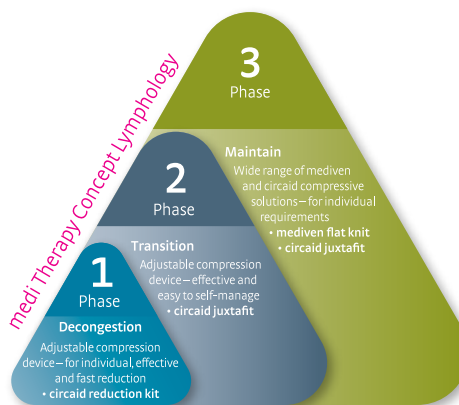 medi Therapy Concept Lymphology
3
Phase
Maintain
Wide range of mediven
and circaid compressive
solutions – for individual
requirements
• mediven flat knit
• circaid juxtafit
2
Phase
Transition
Adjustable compression
device – effective and
easy to self-manage
• circaid juxtafit
1
Phase
Decongestion
Adjustable compression
device – for individual, effective
and fast reduction
• circaid reduction kit